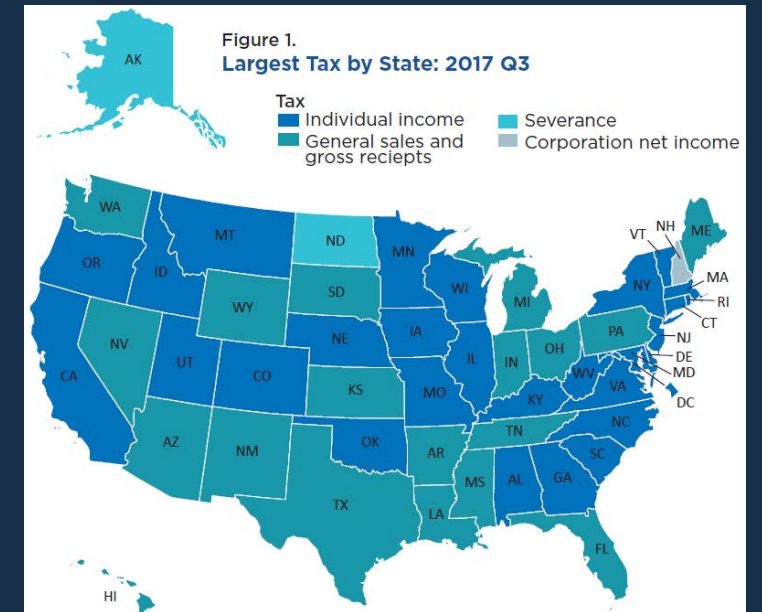 AK
Figure 1.
Largest Tax by State: 2017 Q3
Tax
Individual income
General sales and
gross reciepts
Severance
Corporation net income
WA
MT
ND
MN
VT
NH
ME
OR
ID
SD
WI
MI
NY
MA
RI
CT
WY
NE
IA
PA
NJ
NV
UT
CO
IL
IN
OH
DE
MD
CA
KS
MO
WV
VA
DC
KY
AZ
NM
OK
AR
TN
NC
SC
TX
LA
MS
AL
GA
FL
HI